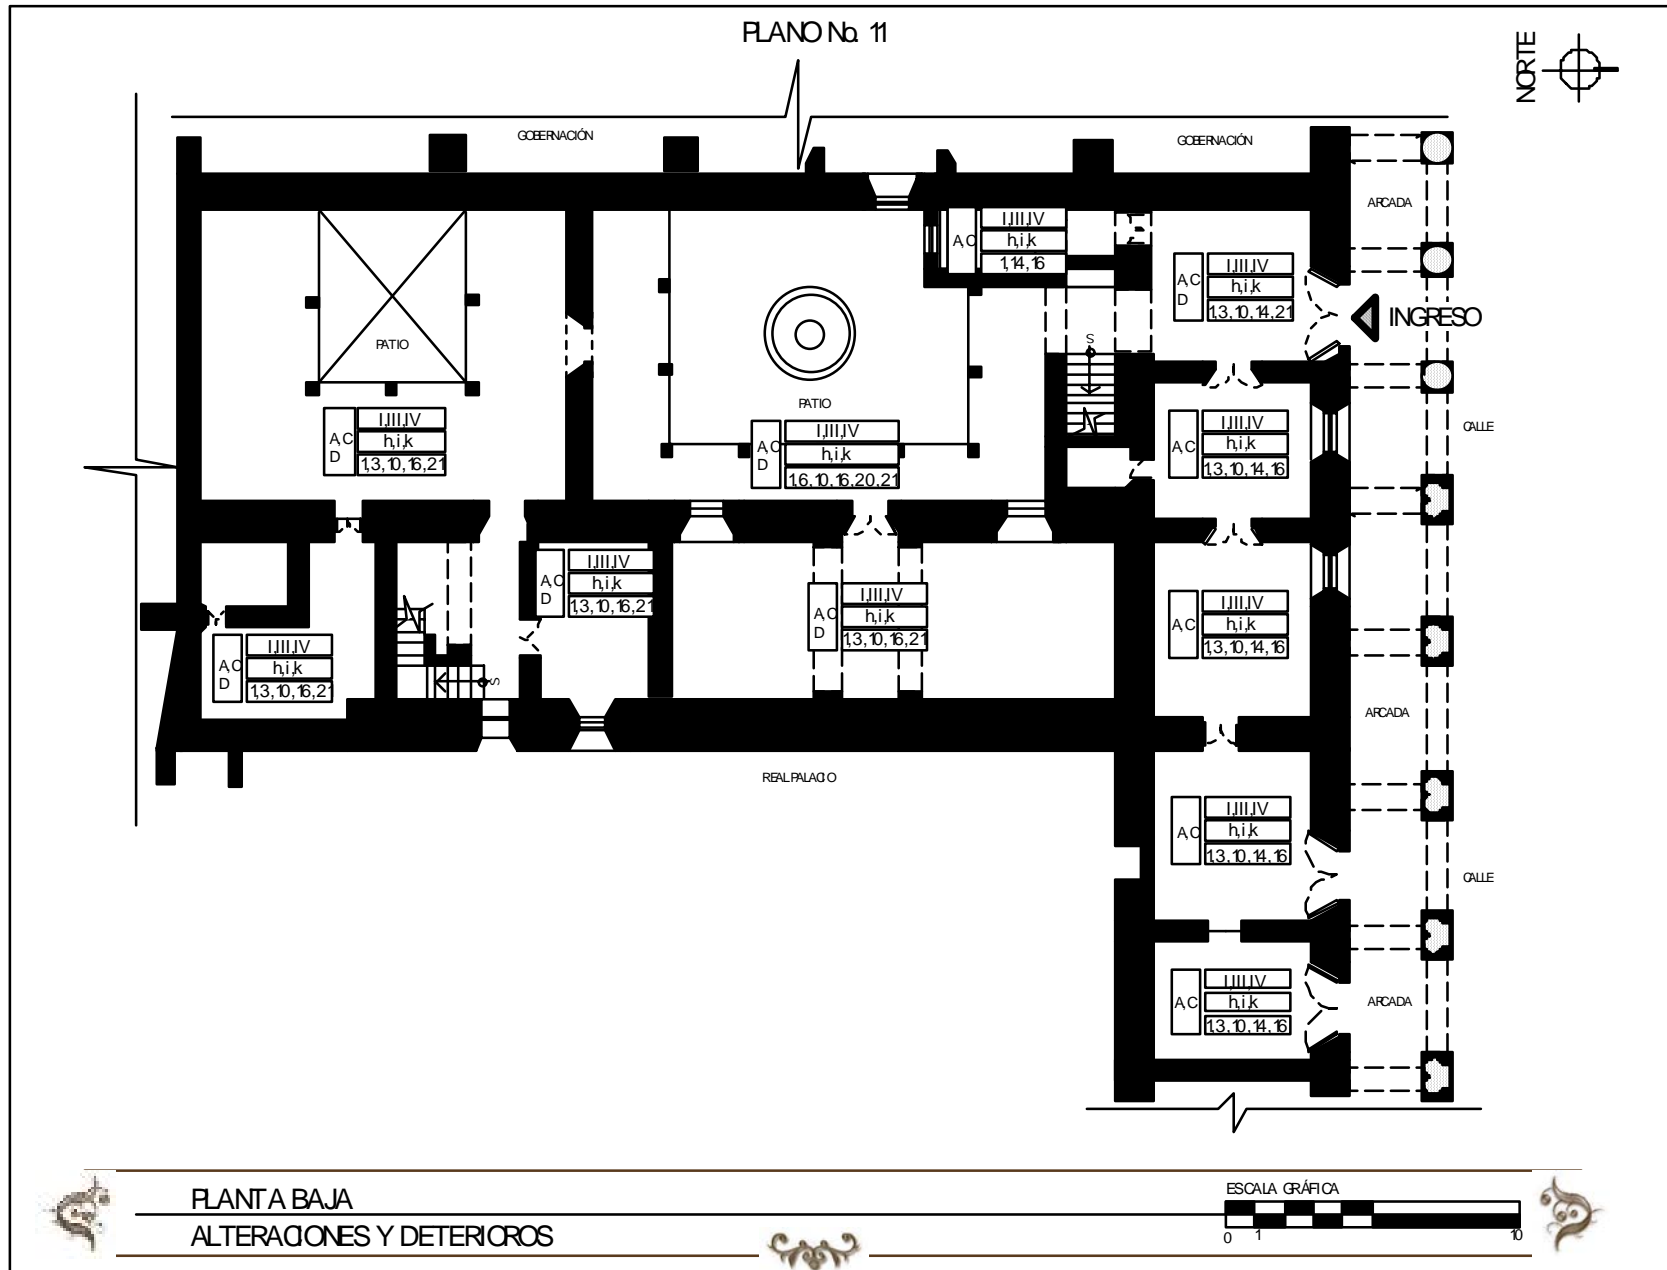 PLANO No. 11
NORTE
GOBERNACIÓN
GOBERNACIÓN
ARCADA
A,C
I,III,IV
h,i,k
1,14,16
A,C
D
I,III,IV
h,i,k
1,3,10,14,21
INGRESO
S
PATIO
PATIO
A,C
D
I,III,IV
h,i,k
1,3,10,16,21
A,C
D
I,III,IV
h,i,k
1,6,10,16,20,21
A,C
I,III,IV
h,i,k
1,3,10,14,16
CALLE
A,C
D
I,III,IV
h,i,k
1,3,10,16,21
A,C
D
I,III,IV
h,i,k
1,3,10,16,21
A,C
I,III,IV
h,i,k
1,3,10,14,16
A,C
D
I,III,IV
h,i,k
1,3,10,16,21
S
ARCADA
REAL PALACIO
A,C
I,III,IV
h,i,k
1,3,10,14,16
CALLE
A,C
I,III,IV
h,i,k
1,3,10,14,16
ARCADA
PLANTA BAJA
ALTERACIONES Y DETERIOROS
ESCALA GRÁFICA
0 1 10